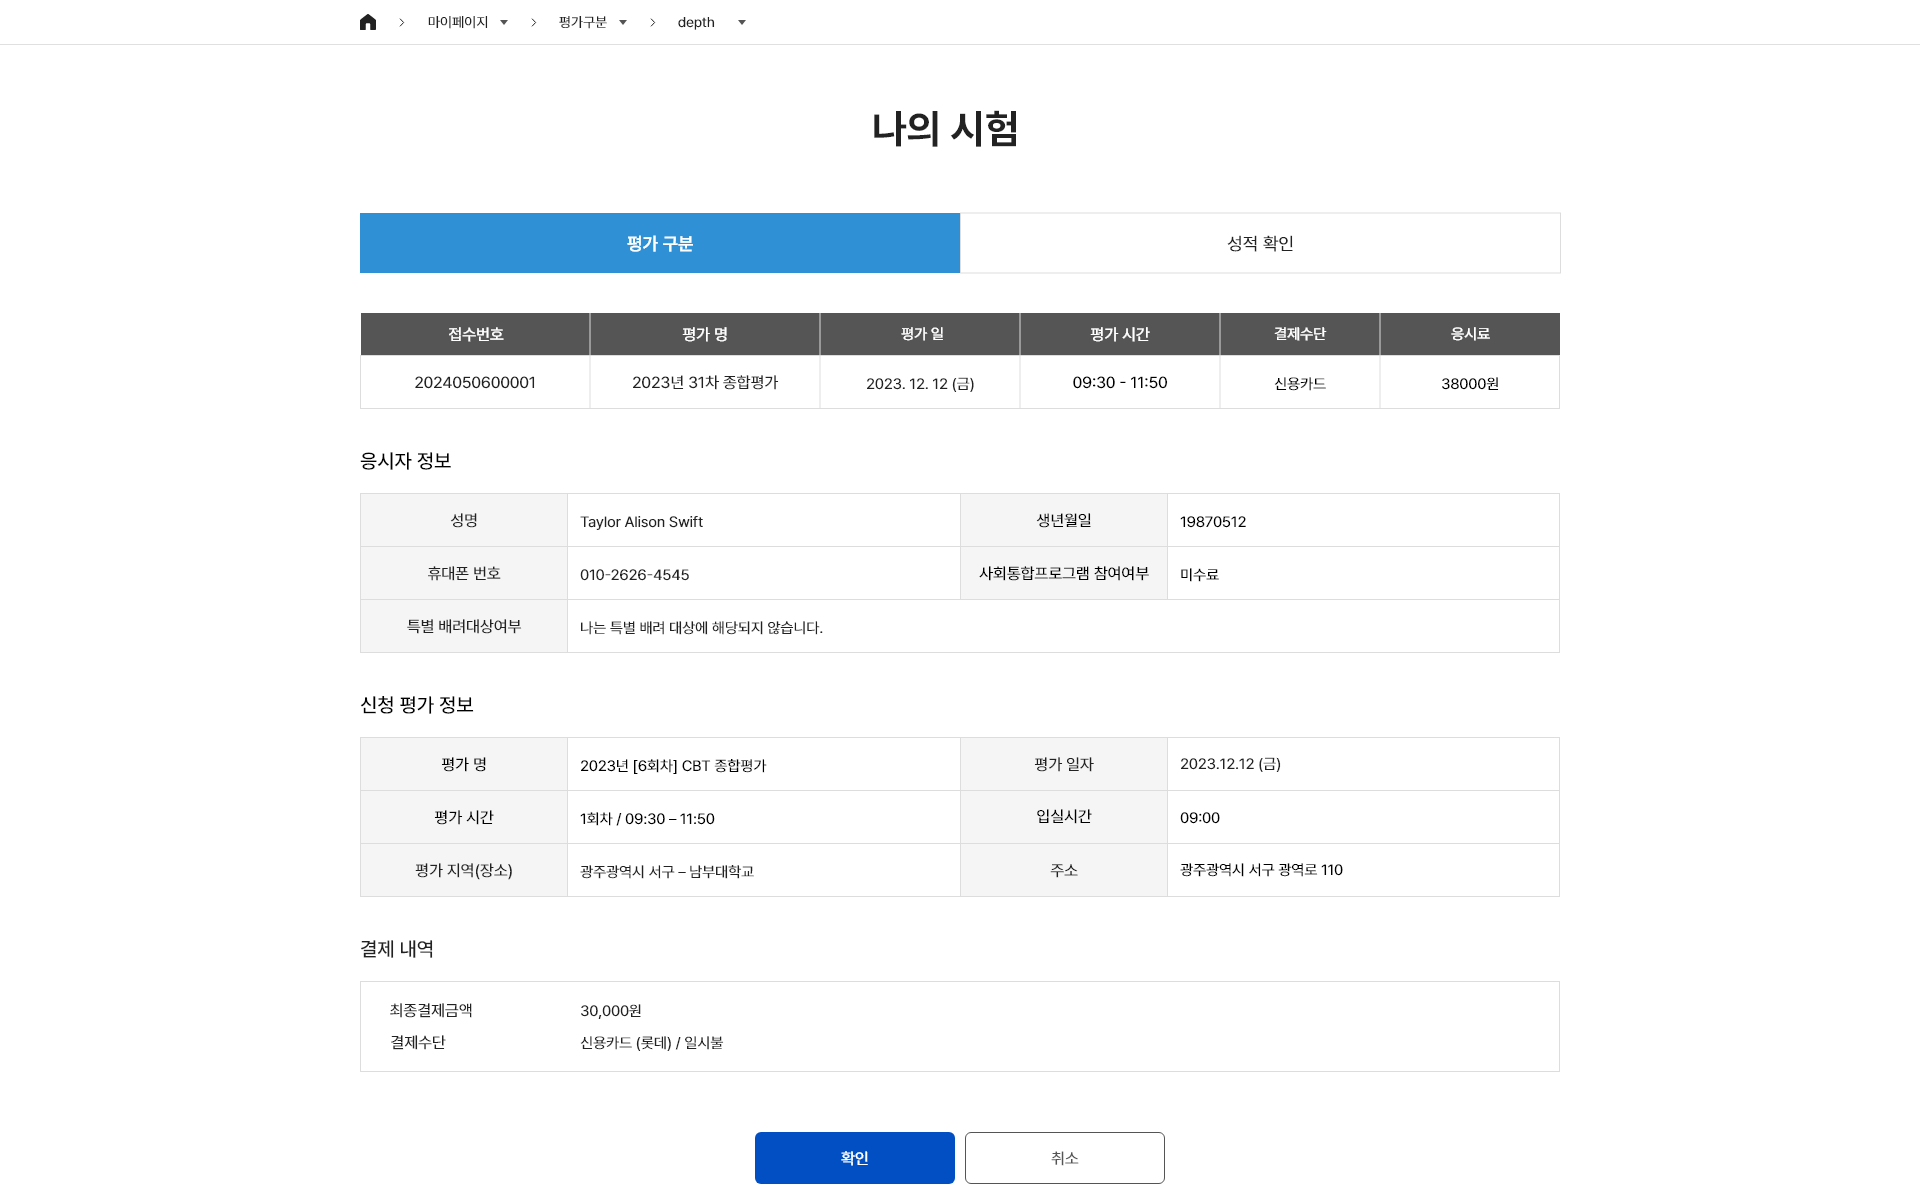 마이페이지 평가구분 depth
나의 시험
평가 구분 성적 확인
접수번호 평가 명 평가 일 평가 시간 결제수단 응시료
2024050600001 2023년 31차 종합평가 2023. 12. 12 (금) 09:30 - 11:50 신용카드 38000원
응시자 정보
성명 Taylor Alison Swift 생년월일 19870512
휴대폰 번호 010-2626-4545 사회통합프로그램 참여여부 미수료
특별 배려대상여부 나는 특별 배려 대상에 해당되지 않습니다.
신청 평가 정보
평가 명 2023년 [6회차] CBT 종합평가 평가 일자 2023.12.12 (금)
평가 시간 1회차 / 09:30 – 11:50 입실시간 09:00
평가 지역(장소) 광주광역시 서구 – 남부대학교 주소 광주광역시 서구 광역로 110
결제 내역
최종결제금액 30,000원
결제수단 신용카드 (롯데) / 일시불
확인 취소